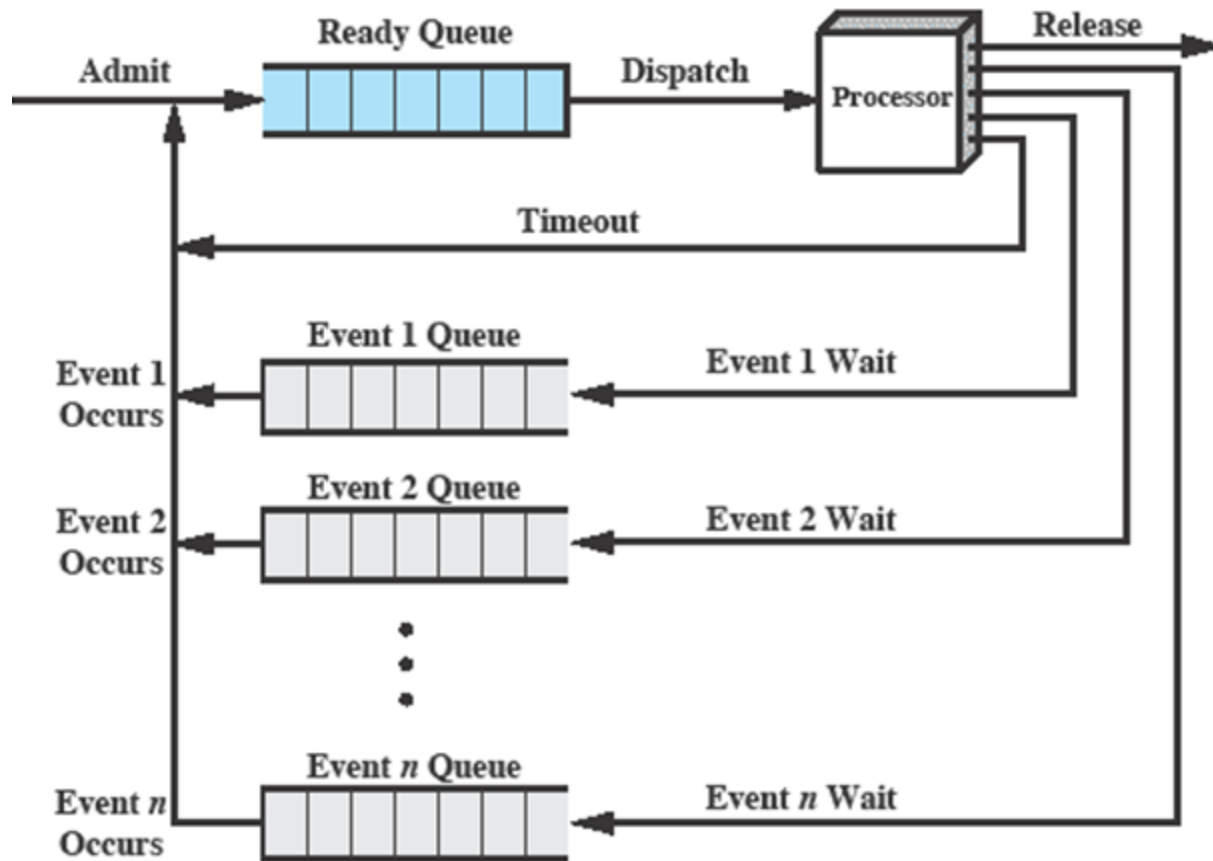 Ready Queue
Admit
Dispatch
Processor
Release
Timeout
Event 1 Queue
Event 1
Occurs
Event 1 Wait
Event 2 Queue
Event 2
Occurs
Event 2 Wait
Event n Queue
Event n
Occurs
Event n Wait